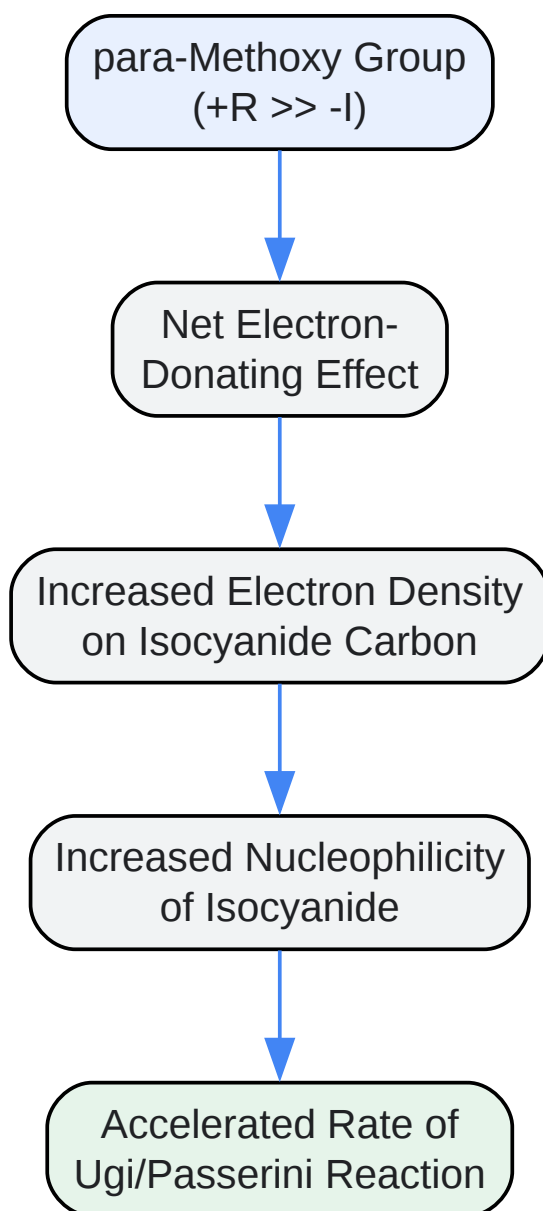 para-Methoxy Group
(+R >> -I)
Net Electron-
Donating Effect
Increased Electron Density
on Isocyanide Carbon
Increased Nucleophilicity
of Isocyanide
Accelerated Rate of
Ugi/Passerini Reaction